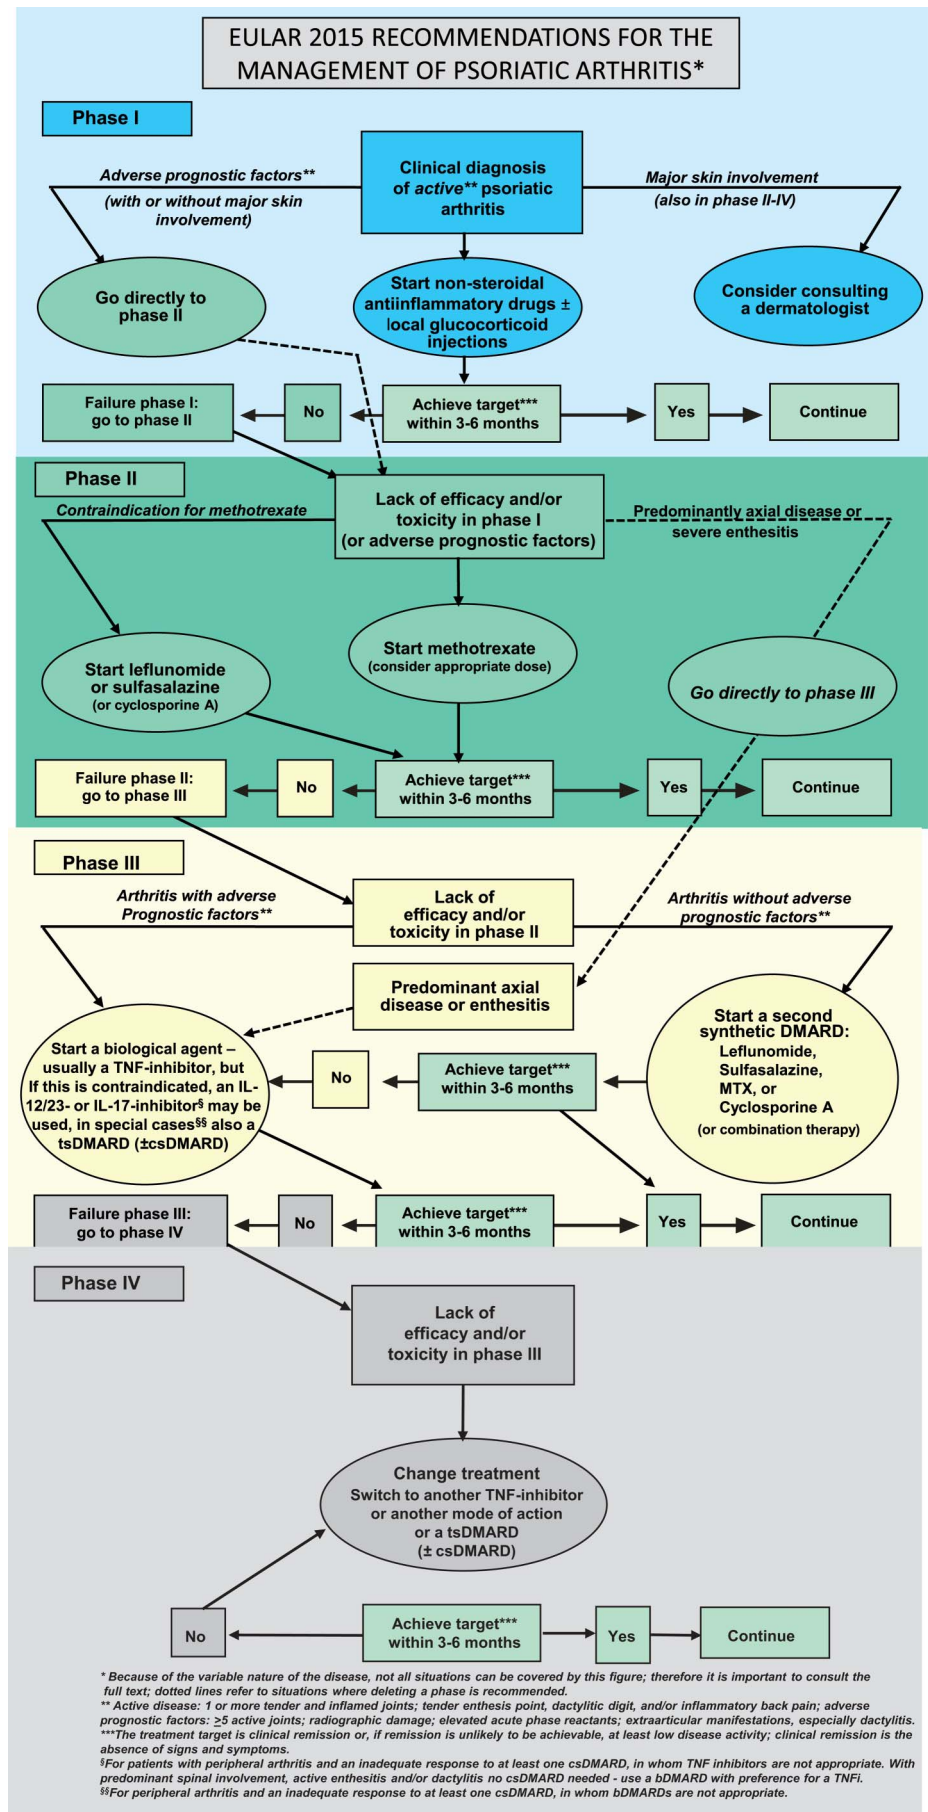 EULAR 2015 RECOMMENDATIONS FOR THE
MANAGEMENT OF PSORIATIC ARTHRITIS*
Phase I
Adverse prognostic factors**
(with or without major skin
involvement)
Clinical diagnosis
of active** psoriatic
arthritis
Major skin involvement
(also in phase II-IV)
Go directly to
phase II
Start non-steroidal
antiinflammatory drugs ±
local glucocorticoid
injections
Consider consulting
a dermatologist
Failure phase I:
go to phase II
No
Achieve target***
within 3-6 months
Yes
Continue
Phase II
Contraindication for methotrexate
Lack of efficacy and/or
toxicity in phase I
(or adverse prognostic factors)
Predominantly axial disease or
severe enthesitis
Start leflunomide
or sulfasalazine
(or cyclosporine A)
Start methotrexate
(consider appropriate dose)
Go directly to phase III
Failure phase II:
go to phase III
No
Achieve target***
within 3-6 months
Yes
Continue
Phase III
Arthritis with adverse
Prognostic factors**
Lack of
efficacy and/or
toxicity in phase II
Arthritis without adverse
prognostic factors**
Predominant axial
disease or enthesitis
Start a biological agent –
usually a TNF-inhibitor, but
If this is contraindicated, an IL-
12/23- or IL-17-inhibitor§ may be
used, in special cases§§ also a
tsDMARD (±csDMARD)
No
Achieve target***
within 3-6 months
Start a second
synthetic DMARD:
Leflunomide,
Sulfasalazine,
MTX, or
Cyclosporine A
(or combination therapy)
Failure phase III:
go to phase IV
No
Achieve target***
within 3-6 months
Yes
Continue
Phase IV
Lack of
efficacy and/or
toxicity in phase III
Change treatment
Switch to another TNF-inhibitor
or another mode of action
or a tsDMARD
(± csDMARD)
No
Achieve target***
within 3-6 months
Yes
Continue
* Because of the variable nature of the disease, not all situations can be covered by this figure; therefore it is important to consult the
full text; dotted lines refer to situations where deleting a phase is recommended.
** Active disease: 1 or more tender and inflamed joints; tender enthesis point, dactylitic digit, and/or inflammatory back pain; adverse
prognostic factors: ≥5 active joints; radiographic damage; elevated acute phase reactants; extraarticular manifestations, especially dactylitis.
***The treatment target is clinical remission or, if remission is unlikely to be achievable, at least low disease activity; clinical remission is the
absence of signs and symptoms.
§For patients with peripheral arthritis and an inadequate response to at least one csDMARD, in whom TNF inhibitors are not appropriate. With
predominant spinal involvement, active enthesitis and/or dactylitis no csDMARD needed - use a bDMARD with preference for a TNFi.
§§For peripheral arthritis and an inadequate response to at least one csDMARD, in whom bDMARDs are not appropriate.